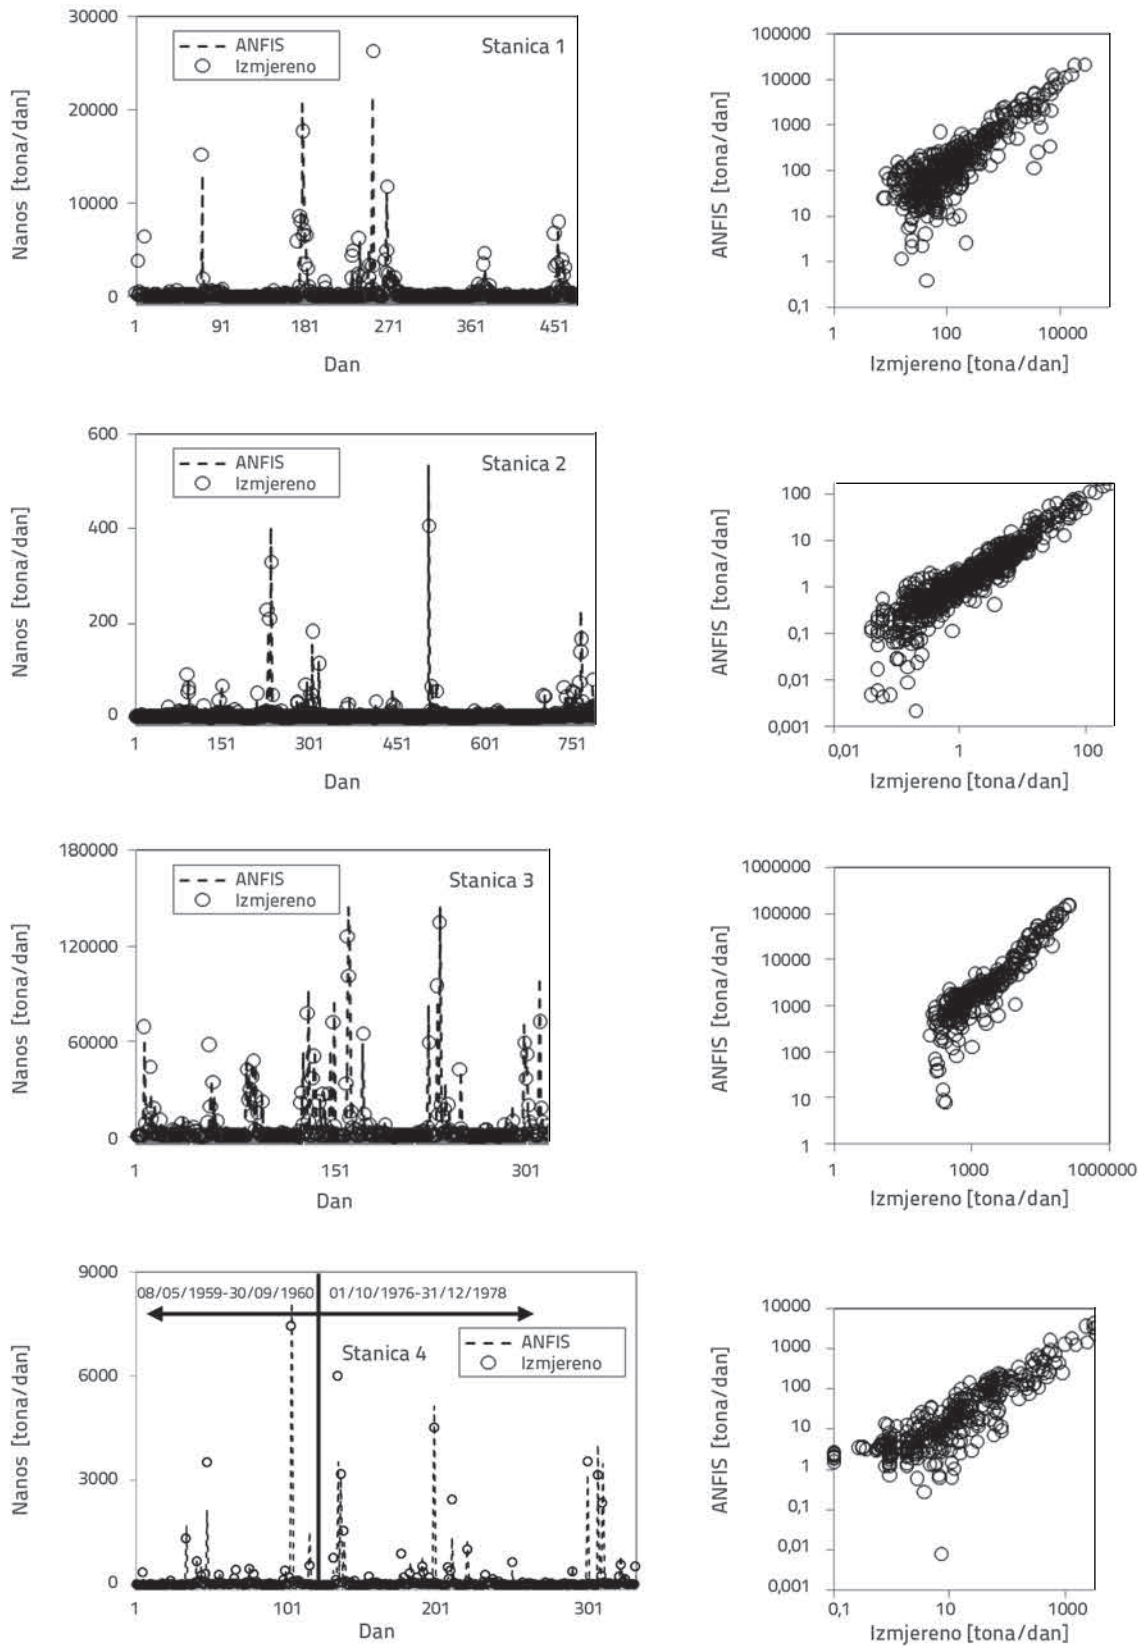 30000
20000
10000
0
Nanos [tona/dan]
ANFIS
Izmjereno
Stanica 1
1 91 181 271 361 451
Dan
100000
10000
1000
100
10
1
0,1
ANFIS [tona/dan]
1 100 10000
Izmjereno [tona/dan]
600
400
200
0
Nanos [tona/dan]
ANFIS
Izmjereno
Stanica 2
1 151 301 451 601 751
Dan
100
10
1
0,1
0,01
0,001
ANFIS [tona/dan]
0,01 1 100
Izmjereno [tona/dan]
180000
120000
60000
0
Nanos [tona/dan]
ANFIS
Izmjereno
Stanica 3
1 151 301
Dan
1000000
100000
10000
1000
100
10
1
ANFIS [tona/dan]
1 1000 1000000
Izmjereno [tona/dan]
9000
6000
3000
0
Nanos [tona/dan]
08/05/1959-30/09/1960 01/10/1976-31/12/1978
Stanica 4
ANFIS
Izmjereno
1 101 201 301
Dan
10000
1000
100
10
1
0,1
0,01
0,001
ANFIS [tona/dan]
0,1 10 1000
Izmjereno [tona/dan]